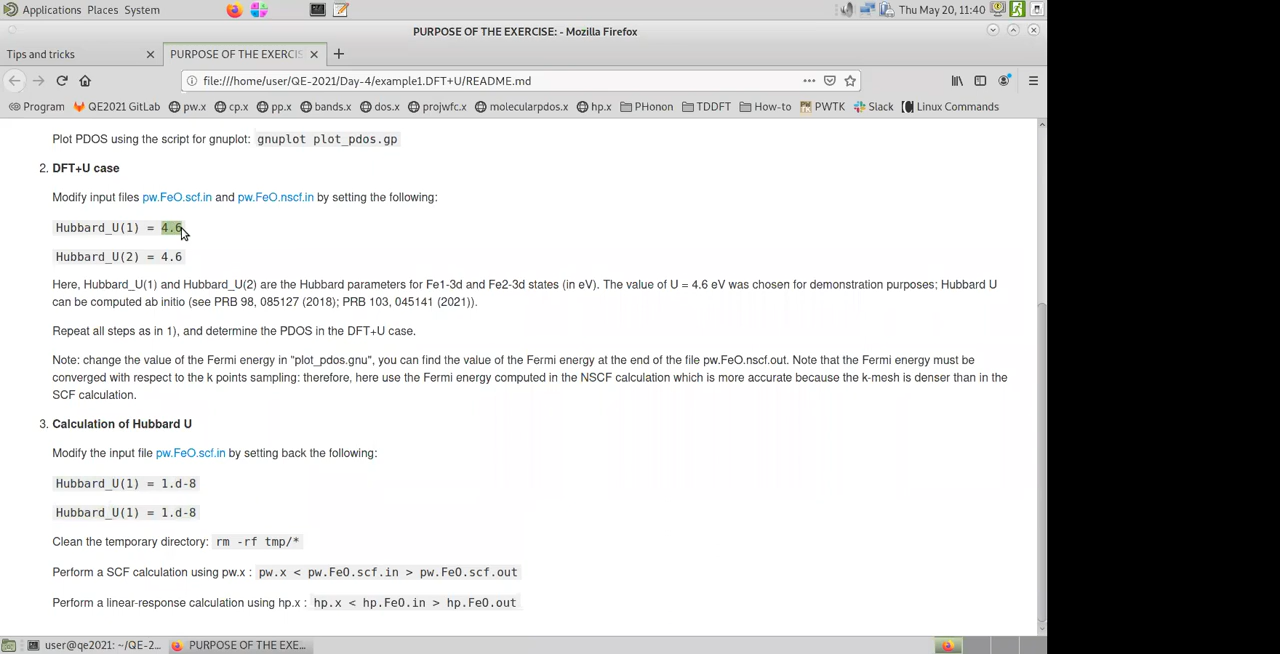 Applications Places System
Thu May 20, 11:40
PURPOSE OF THE EXERCISE: - Mozilla Firefox
Tips and tricks
PURPOSE OF THE EXERCIS
file:///home/user/QE-2021/Day-4/example1.DFT+U/README.md
Program QE2021 GitLab pw.x cp.x pp.x bands.x dos.x projwfc.x molecularpdos.x hp.x PHonon TDDFT How-to PWTK Slack Linux Commands
Plot PDOS using the script for gnuplot: gnuplot plot_pdos.gp
2. DFT+U case
Modify input files pw.FeO.scf.in and pw.FeO.nscf.in by setting the following:
Hubbard_U(1) = 4.6
Hubbard_U(2) = 4.6
Here, Hubbard_U(1) and Hubbard_U(2) are the Hubbard parameters for Fe1-3d and Fe2-3d states (in eV). The value of U = 4.6 eV was chosen for demonstration purposes; Hubbard U
can be computed ab initio (see PRB 98, 085127 (2018); PRB 103, 045141 (2021)).
Repeat all steps as in 1), and determine the PDOS in the DFT+U case.
Note: change the value of the Fermi energy in "plot_pdos.gnu", you can find the value of the Fermi energy at the end of the file pw.FeO.nscf.out. Note that the Fermi energy must be
converged with respect to the k points sampling: therefore, here use the Fermi energy computed in the NSCF calculation which is more accurate because the k-mesh is denser than in the
SCF calculation.
3. Calculation of Hubbard U
Modify the input file pw.FeO.scf.in by setting back the following:
Hubbard_U(1) = 1.d-8
Hubbard_U(1) = 1.d-8
Clean the temporary directory: rm -rf tmp/*
Perform a SCF calculation using pw.x : pw.x < pw.FeO.scf.in > pw.FeO.scf.out
Perform a linear-response calculation using hp.x : hp.x < hp.FeO.in > hp.FeO.out
user@qe2021: ~/QE-2...
PURPOSE OF THE EXE...